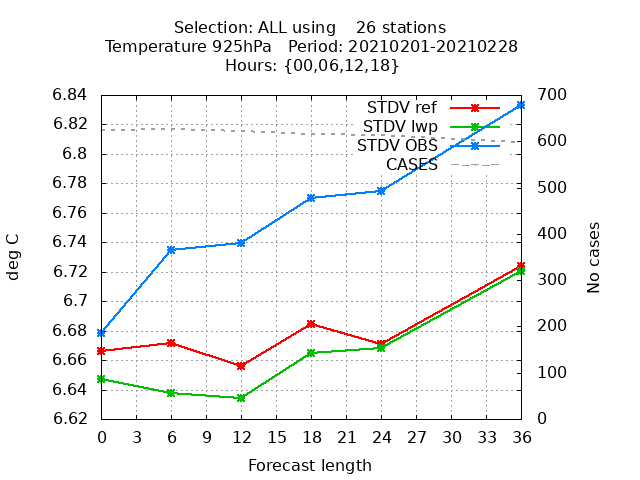 Selection: ALL using    26 stations
Temperature 925hPa   Period: 20210201-20210228
Hours: {00,06,12,18}
STDV ref
STDV lwp
STDV OBS
CASES
6.84
6.82
6.8
6.78
6.76
6.74
6.72
6.7
6.68
6.66
6.64
6.62
700
600
500
400
300
200
100
0
deg C
No cases
0 3 6 9 12 15 18 21 24 27 30 33 36
Forecast length